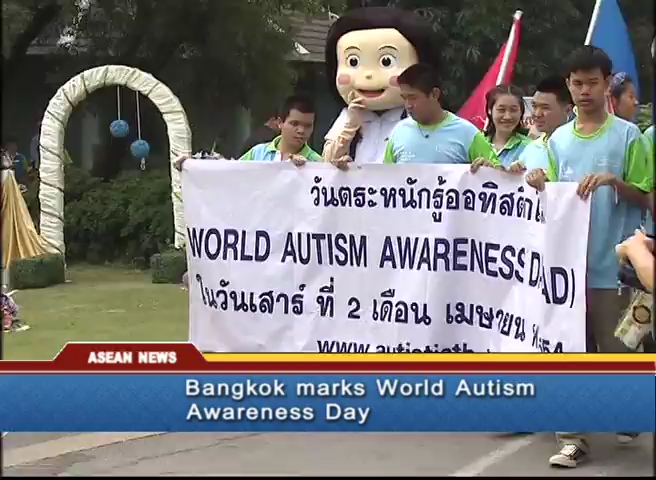 วันตระหนักรู้ออทิสติก
WORLD AUTISM AWARENESS DAY
ในวันเสาร์ ที่ 2 เดือน เมษายน
ASEAN NEWS
Bangkok marks World Autism
Awareness Day